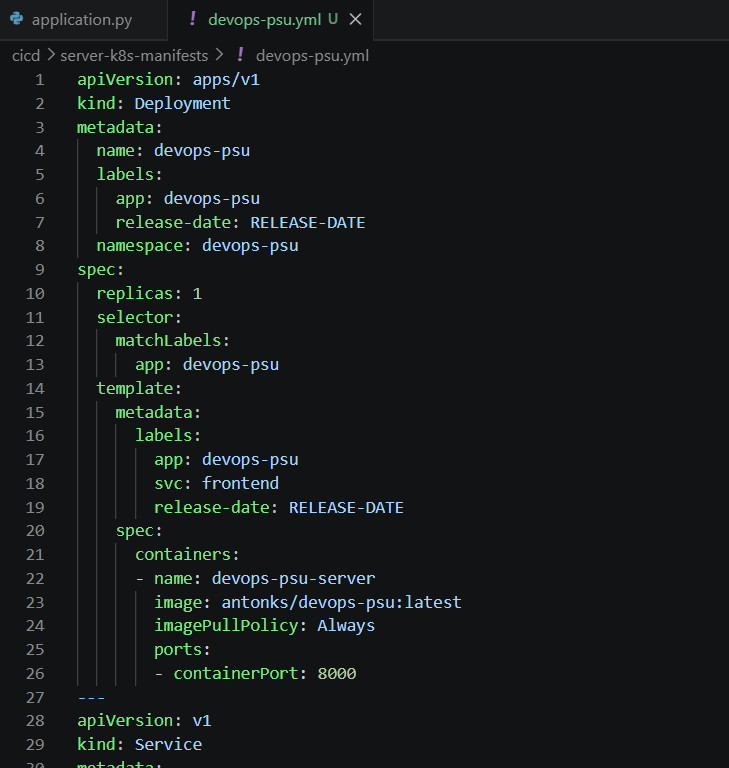 application.py
! devops-psu.yml U ×
cicd > server-k8s-manifests > ! devops-psu.yml
1 apiVersion: apps/v1
2 kind: Deployment
3 metadata:
4   name: devops-psu
5   labels:
6     app: devops-psu
7     release-date: RELEASE-DATE
8   namespace: devops-psu
9 spec:
10   replicas: 1
11   selector:
12     matchLabels:
13       app: devops-psu
14   template:
15     metadata:
16       labels:
17         app: devops-psu
18         svc: frontend
19         release-date: RELEASE-DATE
20     spec:
21       containers:
22       - name: devops-psu-server
23         image: antonks/devops-psu:latest
24         imagePullPolicy: Always
25         ports:
26         - containerPort: 8000
27 ---
28 apiVersion: v1
29 kind: Service
30 metadata: